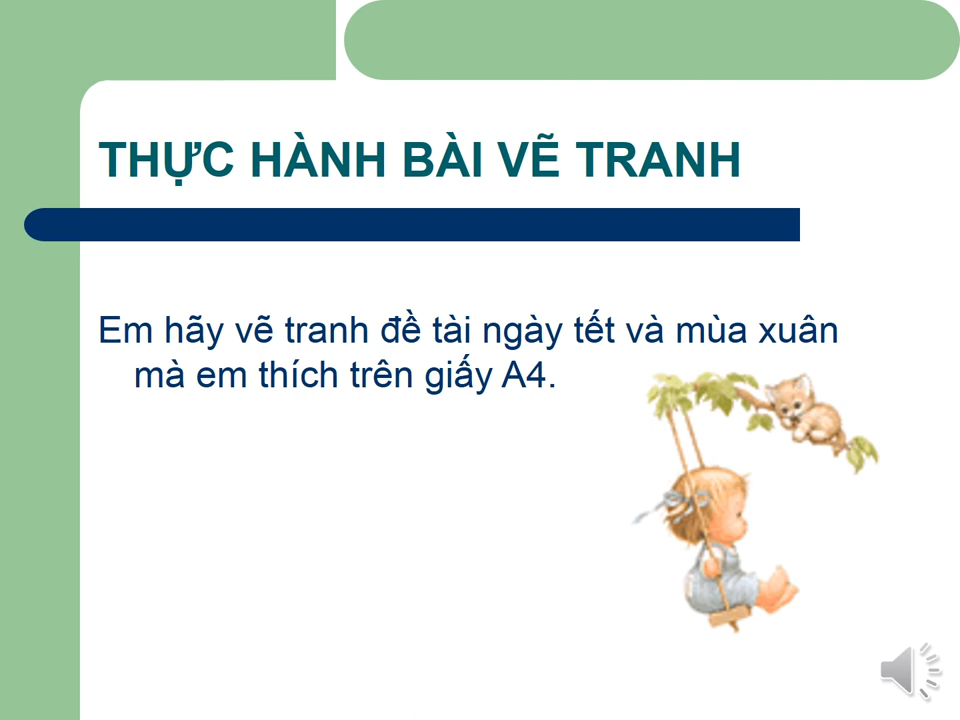 THỰC HÀNH BÀI VẼ TRANH
Em hãy vẽ tranh đề tài ngày tết và mùa xuân
mà em thích trên giấy A4.